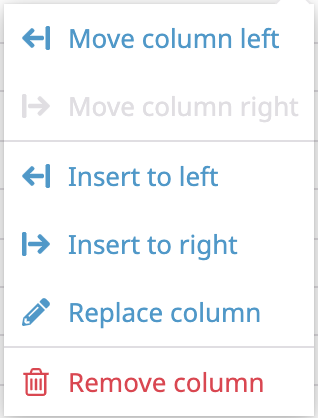 Move column left
Move column right
Insert to left
Insert to right
Replace column
Remove column